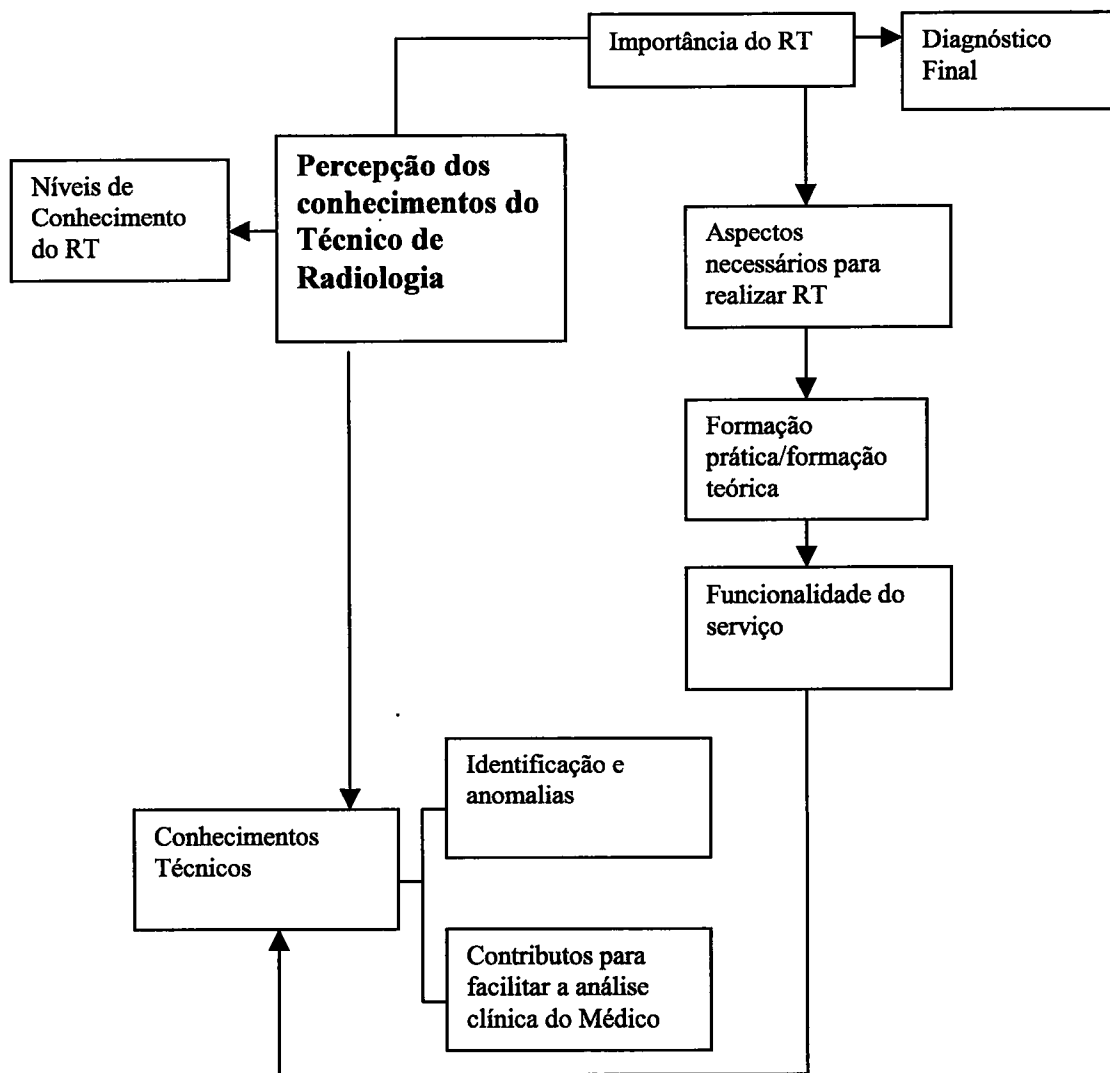 Importância do RT
Diagnóstico
Final
Percepção dos
conhecimentos do
Técnico de
Radiologia
Níveis de
Conhecimento
do RT
Aspectos
necessários para
realizar RT
Formação
prática/formação
teórica
Funcionalidade do
serviço
Identificação e
anomalias
Conhecimentos
Técnicos
Contributos para
facilitar a análise
clínica do Médico